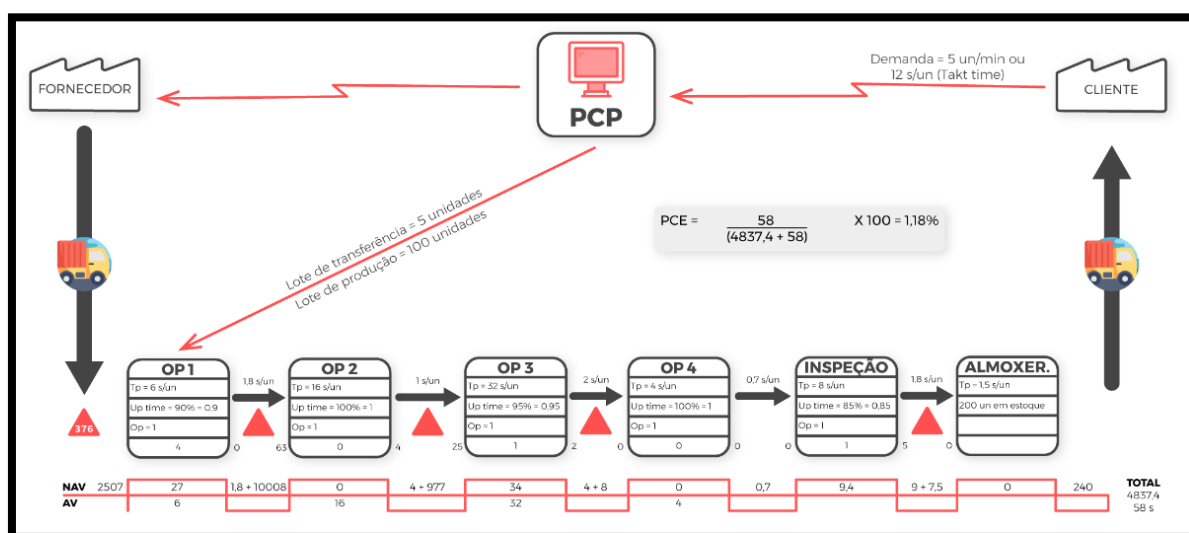 FORNECEDOR
PCP
Demanda = 5 un/min ou
12 s/un (Takt time)
CLIENTE
Lote de transferência = 5 unidades
Lote de produção = 100 unidades
PCE = 58 X 100 = 1,18%
(4837,4 + 58)
376
OP 1
Tp = 6 s/un
Up time = 90% = 0,9
Op = 1
4
1,8 s/un
0 63
OP 2
Tp = 16 s/un
Up time = 100% = 1
Op = 1
0
1 s/un
4 25
OP 3
Tp = 32 s/un
Up time = 95% = 0,95
Op = 1
1
2 s/un
2 0
OP 4
Tp = 4 s/un
Up time = 100% = 1
Op = 1
0
0,7 s/un
0 0
INSPEÇÃO
Tp = 8 s/un
Up time = 85% = 0,85
Op = 1
1
1,8 s/un
5 0
ALMOXER.
Tp = 1,5 s/un
200 un em estoque
NAV 2507 27 1,8 + 10008 0 4 + 977 34 4 + 8 0 0,7 9,4 9 + 7,5 0 240
AV 6 16 32 4
TOTAL
4837,4
58 s